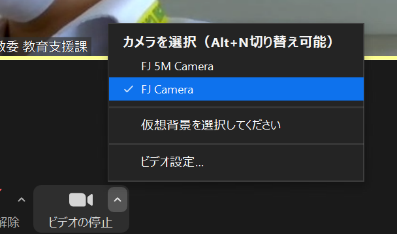 教委 教育支援課
カメラを選択（Alt+N切り替え可能）
FJ 5M Camera
FJ Camera
仮想背景を選択してください
ビデオ設定...
解除
ビデオの停止